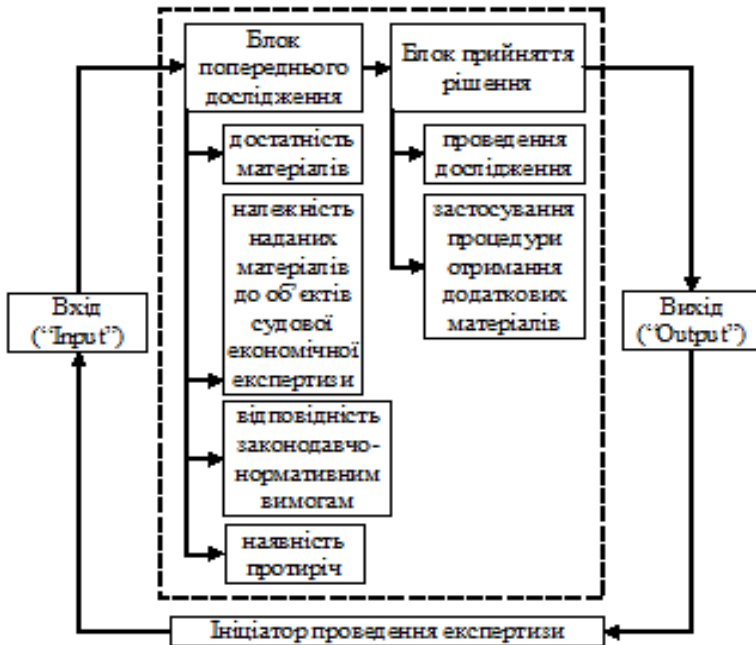 Блок
попереднього
дослідження
Блок прийняття
рішення
достатність
матеріалів
проведення
дослідження
належність
наданих
матеріалів
до об’єктів
судової
економічної
експертизи
застосування
процедури
отримання
додаткових
матеріалів
Вхід
(“Input”)
Вихід
(“Output”)
відповідність
законодавчо-
нормативним
вимогам
наявність
протиріч
Ініціатор проведення експертизи